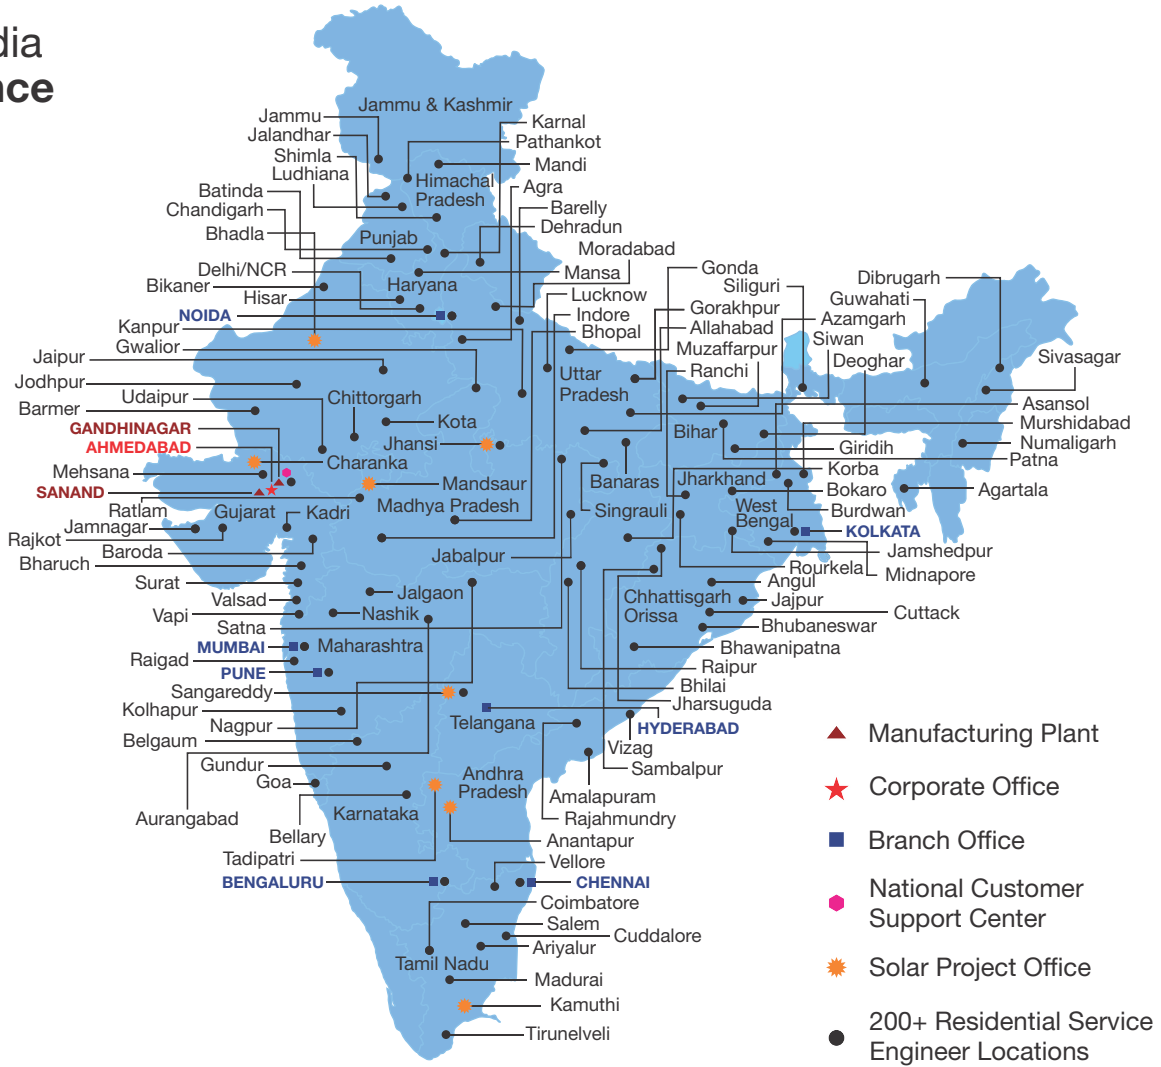 dia
nce
Jammu & Kashmir
Jammu
Jalandhar
Shimla
Ludhiana
Batinda
Chandigarh
Bhadla
Delhi/NCR
Bikaner
Hisar
NOIDA
Kanpur
Gwalior
Jaipur
Jodhpur
Udaipur
Barmer
GANDHINAGAR
AHMEDABAD
Mehsana
SANAND
Ratlam
Jamnagar
Rajkot
Baroda
Bharuch
Surat
Valsad
Vapi
Satna
MUMBAI
Raigad
PUNE
Sangareddy
Kolhapur
Nagpur
Belgaum
Gundur
Goa
Aurangabad
Bellary
Tadipatri
BENGALURU
Karnal
Pathankot
Mandi
Himachal
Pradesh
Agra
Barelly
Dehradun
Moradabad
Punjab
Mansa
Haryana
Lucknow
Indore
Bhopal
Gonda
Siliguri
Gorakhpur
Allahabad
Muzaffarpur
Ranchi
Dibrugarh
Guwahati
Azamgarh
Siwan
Deoghar
Sivasagar
Uttar
Pradesh
Chittorgarh
Kota
Jhansi
Charanka
Mandsaur
Gujarat
Kadri
Madhya Pradesh
Bihar
Banaras
Singrauli
Jharkhand
West
Bengal
Asansol
Murshidabad
Numaligarh
Giridih
Patna
Korba
Bokaro
Burdwan
Agartala
KOLKATA
Jamshedpur
Rourkela
Midnapore
Jabalpur
Jalgaon
Nashik
Maharashtra
Chhattisgarh
Orissa
Angul
Jajpur
Cuttack
Bhubaneswar
Bhawanipatna
Raipur
Bhilai
Jharsuguda
Telangana
HYDERABAD
Vizag
Sambalpur
Andhra
Pradesh
Amalapuram
Rajahmundry
Karnataka
Anantapur
Vellore
CHENNAI
Coimbatore
Salem
Cuddalore
Ariyalur
Tamil Nadu
Madurai
Kamuthi
Tirunelveli
Manufacturing Plant
Corporate Office
Branch Office
National Customer
Support Center
Solar Project Office
200+ Residential Service
Engineer Locations